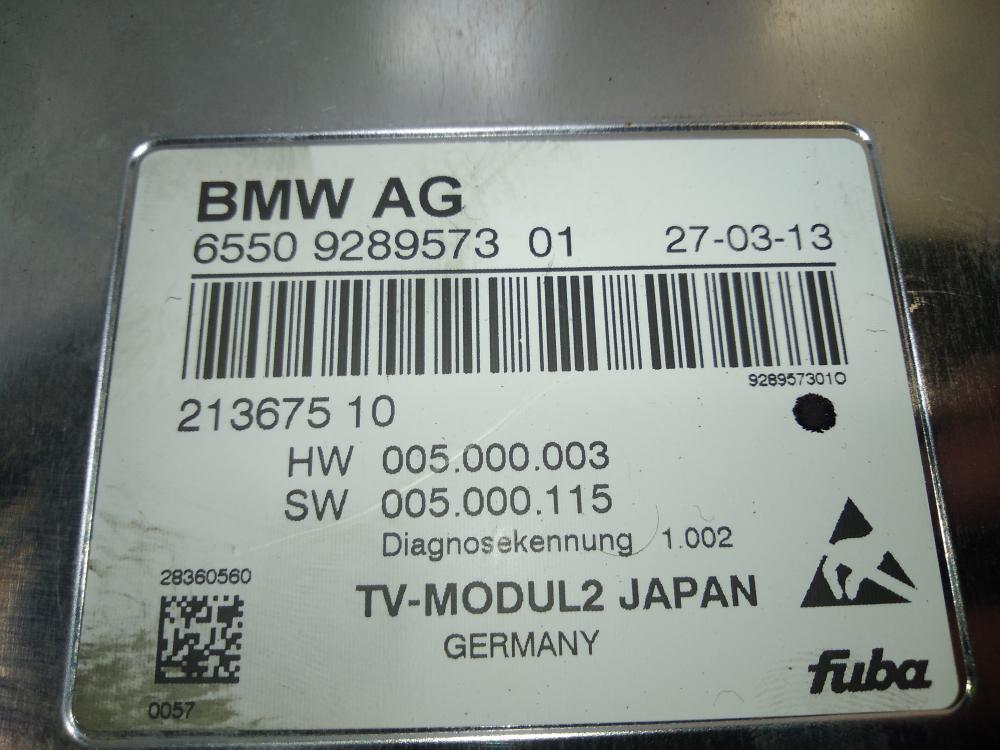 BMW AG
6550 9289573 01 27-03-13
9289573010
213675 10
HW 005.000.003
SW 005.000.115
Diagnosekennung 1.002
28360560
TV-MODUL2 JAPAN
GERMANY
fuba
0057